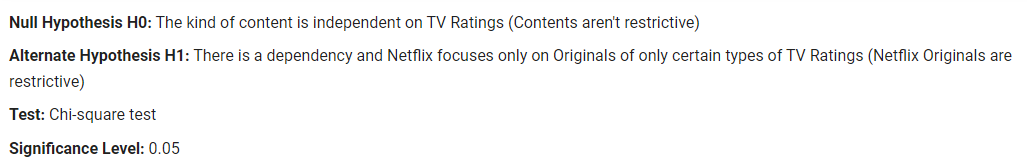 Null Hypothesis H0: The kind of content is independent on TV Ratings (Contents aren't restrictive)
Alternate Hypothesis H1: There is a dependency and Netflix focuses only on Originals of only certain types of TV Ratings (Netflix Originals are
restrictive)
Test: Chi-square test
Significance Level: 0.05